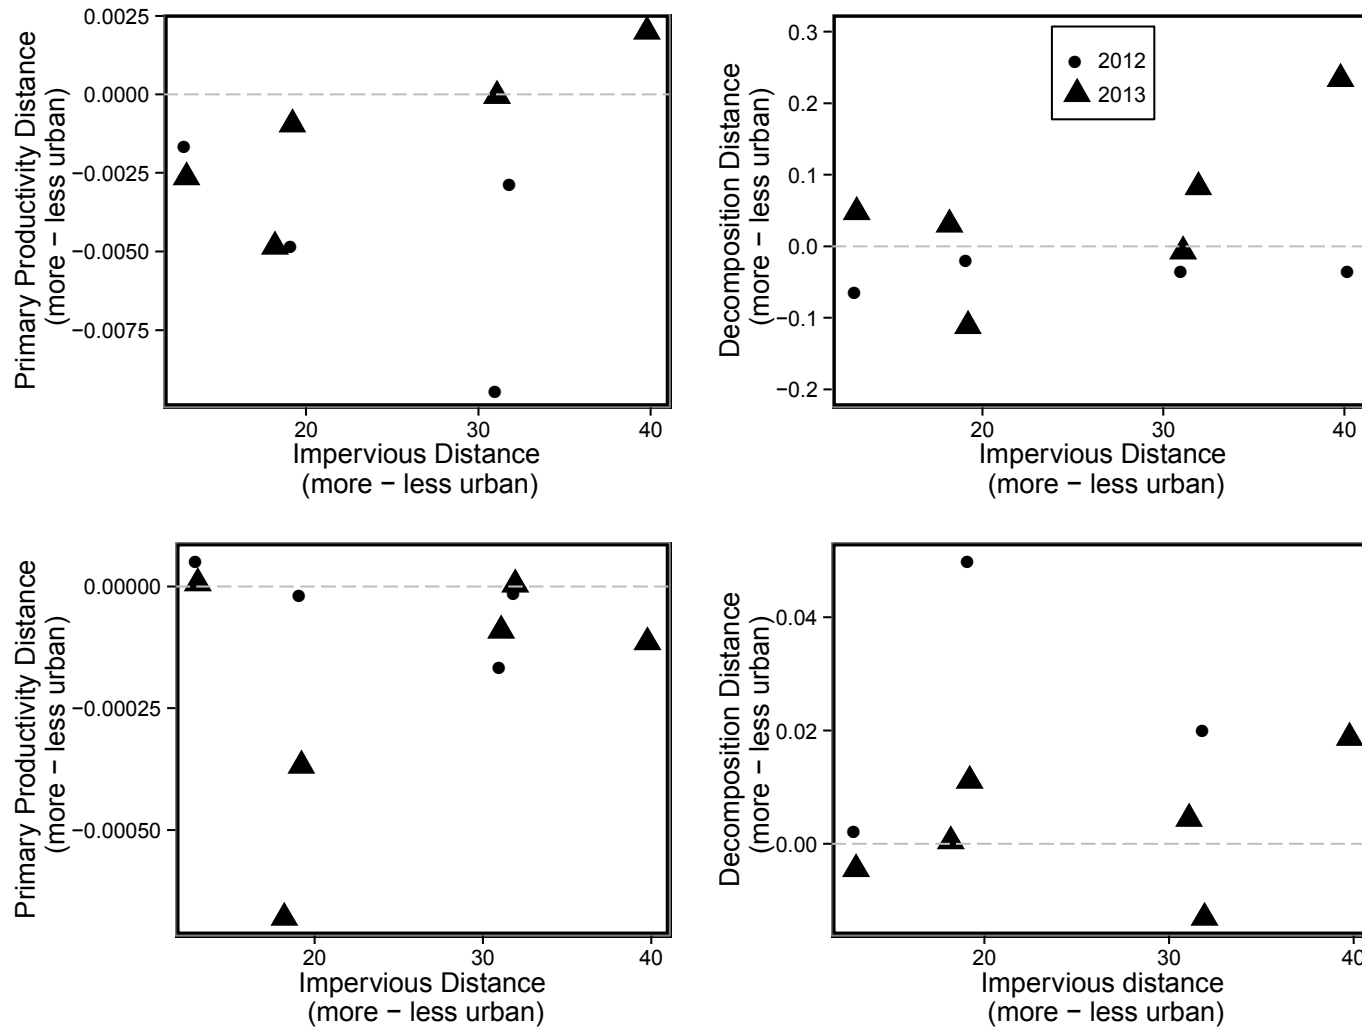 Primary Productivity Distance
(more − less urban)
0.0025
0.0000
−0.0025
−0.0050
−0.0075
20
30
40
Impervious Distance
(more − less urban)
Decomposition Distance
(more − less urban)
0.3
0.2
0.1
0.0
−0.1
−0.2
2012
2013
20
30
40
Impervious Distance
(more − less urban)
Primary Productivity Distance
(more − less urban)
0.00000
−0.00025
−0.00050
20
30
40
Impervious Distance
(more − less urban)
Decomposition Distance
(more − less urban)
0.04
0.02
0.00
20
30
40
Impervious distance
(more − less urban)